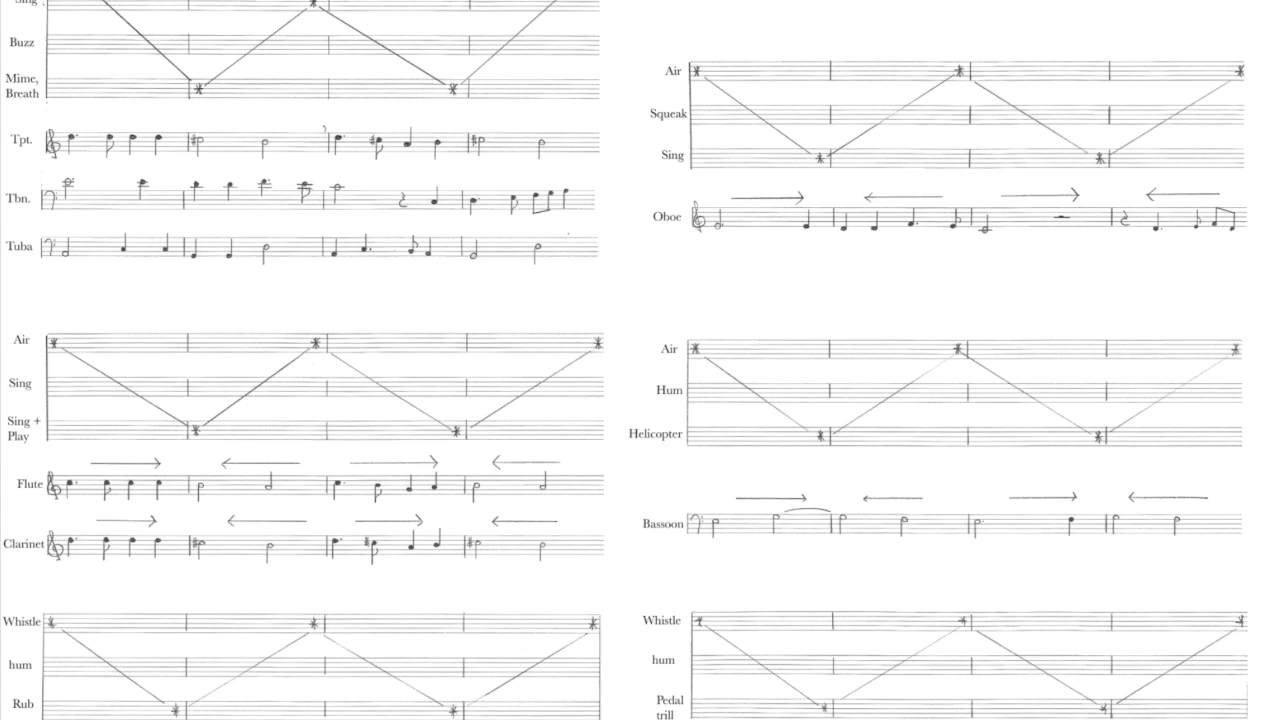 Sing
Buzz
Mime,
Breath
Tpt.
Tbn.
Tuba
Air
Sing
Sing +
Play
Flute
Clarinet
Whistle
hum
Rub
Air
Squeak
Sing
Oboe
Air
Hum
Helicopter
Bassoon
Whistle
hum
Pedal
trill